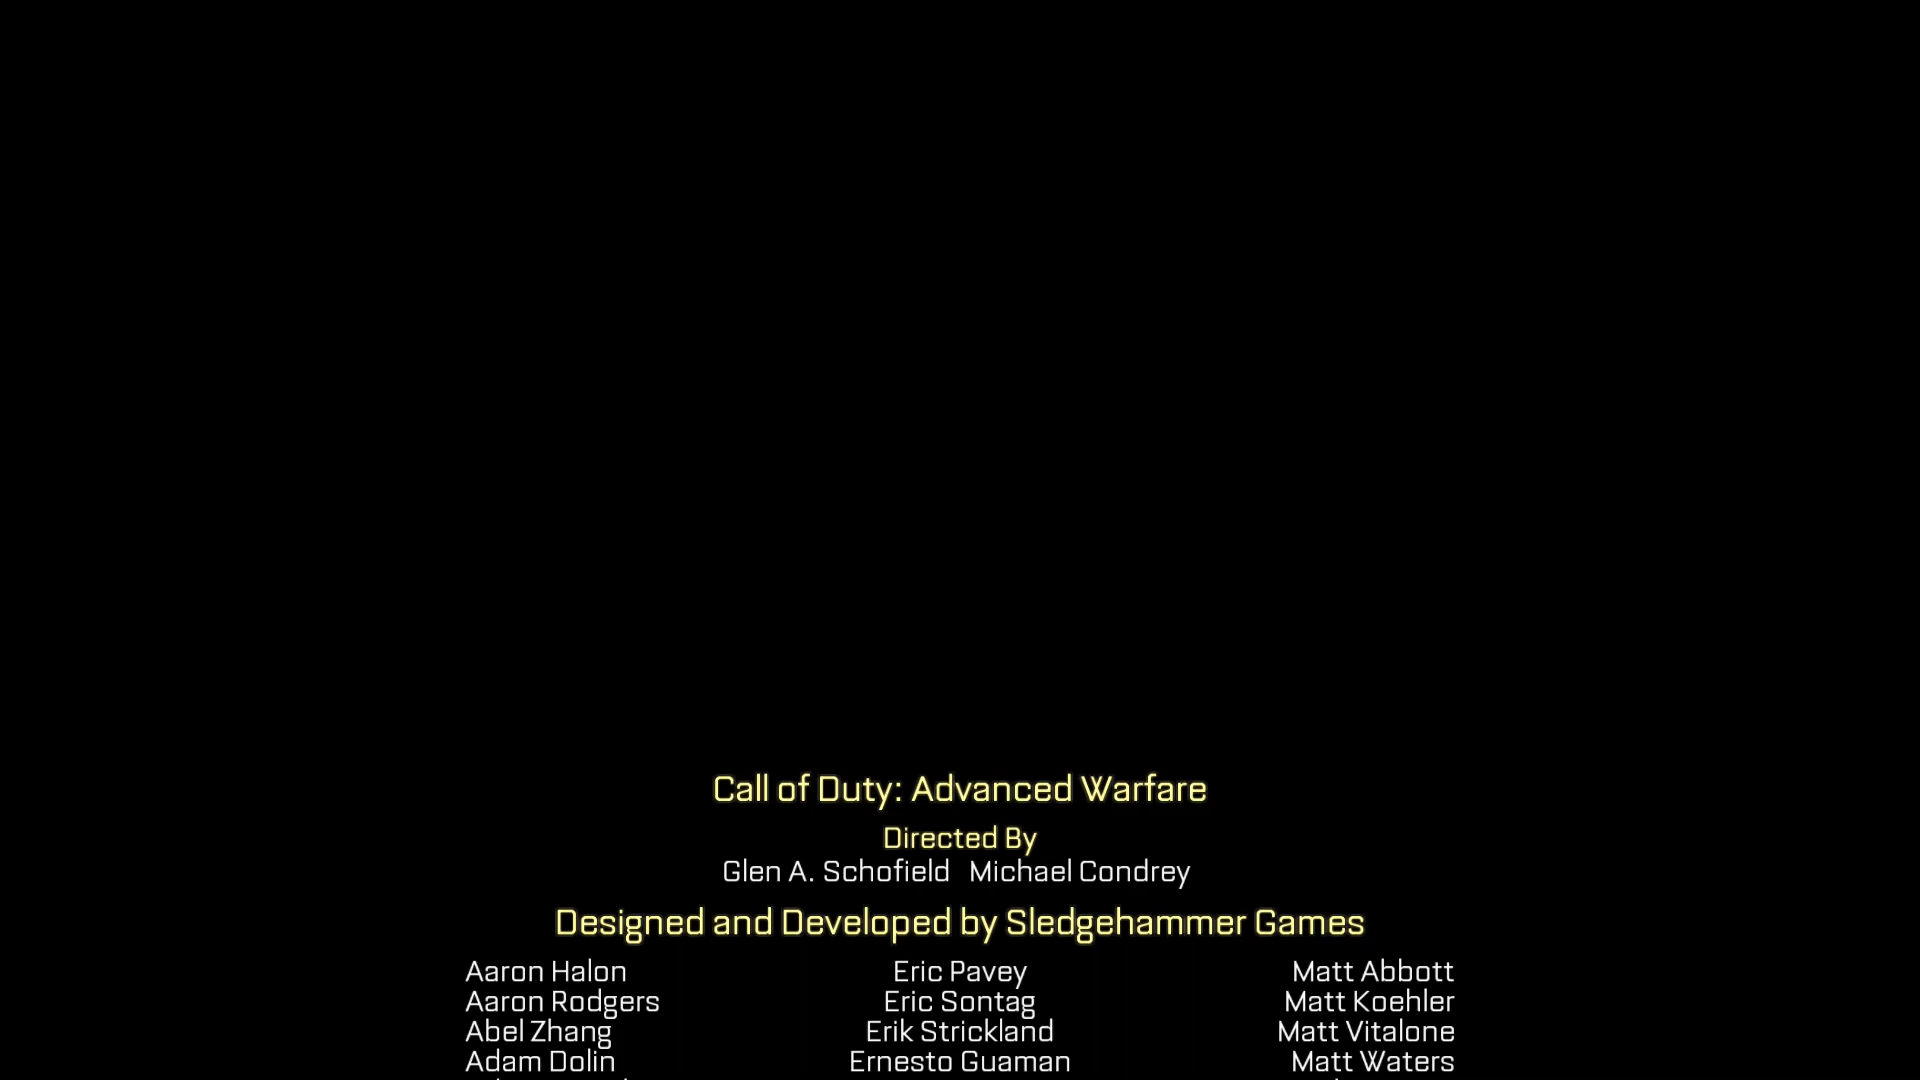 Call of Duty: Advanced Warfare
Directed By
Glen A. Schofield Michael Condrey
Designed and Developed by Sledgehammer Games
Aaron Halon Eric Pavey Matt Abbott
Aaron Rodgers Eric Sontag Matt Koehler
Abel Zhang Erik Strickland Matt Vitalone
Adam Dolin Ernesto Guaman Matt Waters